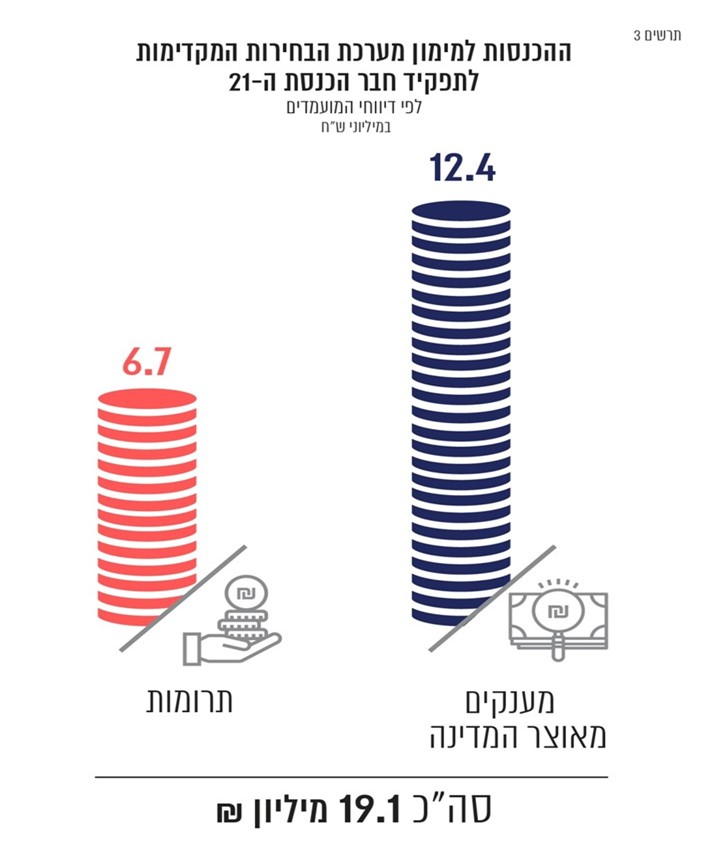 תרשים 3
ההכנסות למימון מערכת הבחירות המקדימות
לתפקיד חבר הכנסת ה-21
לפי דיווחי המועמדים
במיליוני ש"ח
12.4
6.7
₪
₪
מענקים
מאוצר המדינה
תרומות
סה"כ 19.1 מיליון ₪